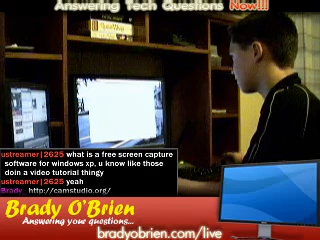 Answering Tech Questions Now!!!
ustreamer|2625 what is a free screen capture
software for windows xp, u know like those
doin a video tutorial thingy
ustreamer|2625 yeah
Brady http://camstudio.org/
Brady O'Brien
Answering your questions...
bradyobrien.com/live